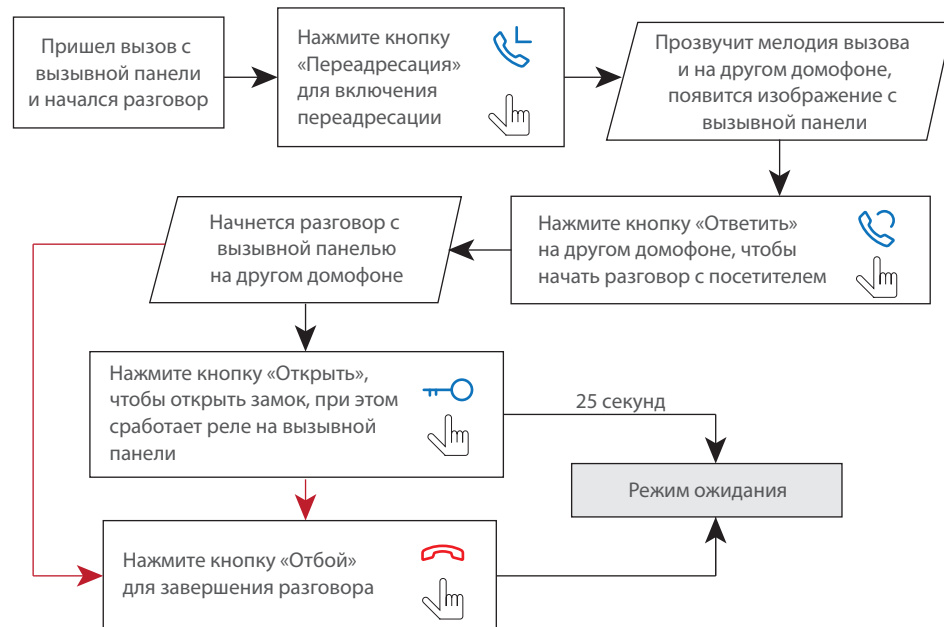 Пришел вызов с
вызывной панели
и начался разговор
Нажмите кнопку
«Переадресация»
для включения
переадресации
Прозвучит мелодия вызова
и на другом домофоне,
появится изображение с
вызывной панели
Начнется разговор с
вызывной панелью
на другом домофоне
Нажмите кнопку «Ответить»
на другом домофоне, чтобы
начать разговор с посетителем
Нажмите кнопку «Открыть»,
чтобы открыть замок, при этом
сработает реле на вызывной
панели
25 секунд
Режим ожидания
Нажмите кнопку «Отбой»
для завершения разговора